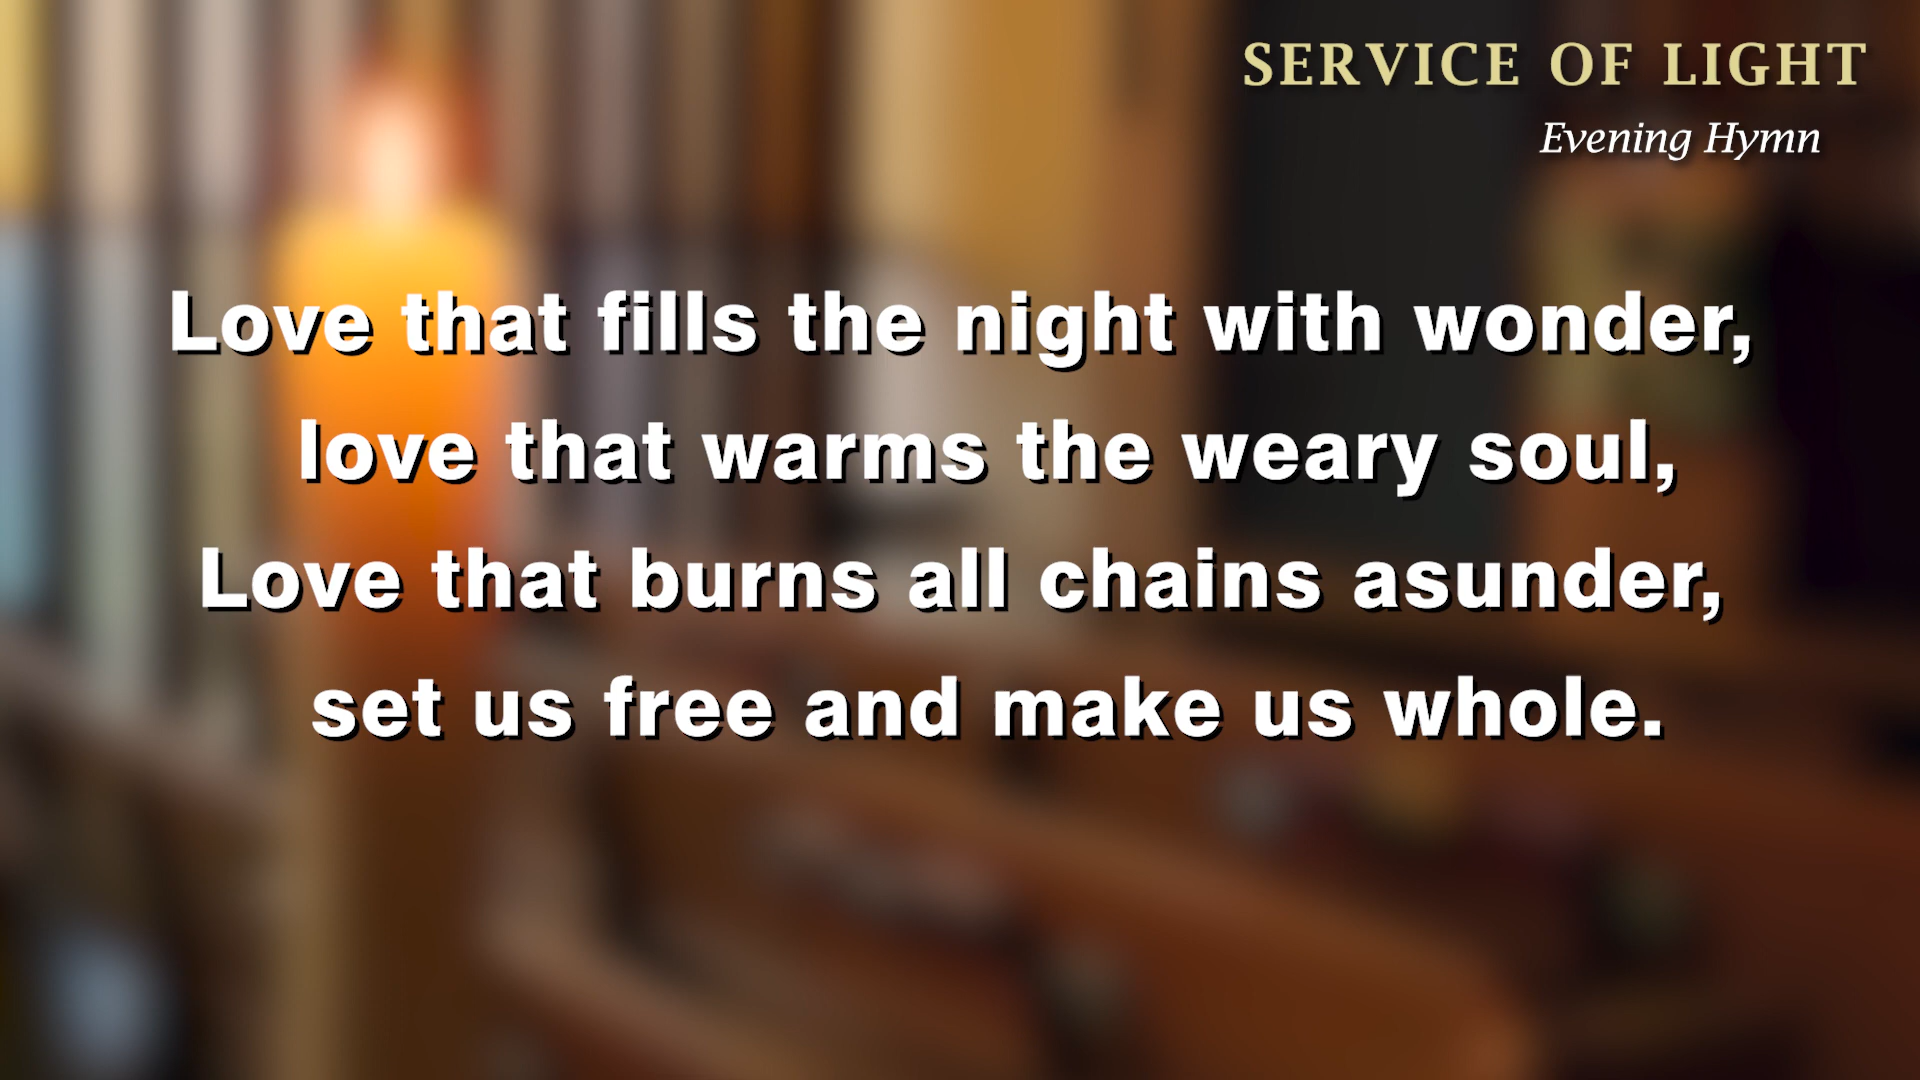 SERVICE OF LIGHT
Evening Hymn
Love that fills the night with wonder,
love that warms the weary soul,
Love that burns all chains asunder,
set us free and make us whole.